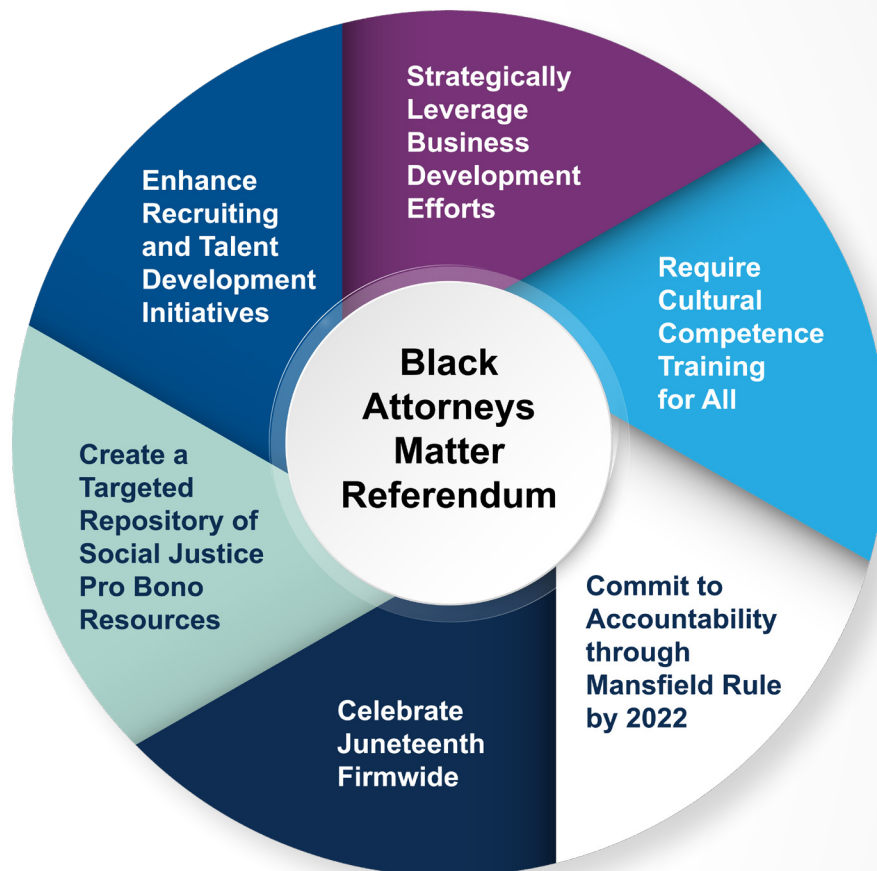 Strategically
Leverage
Business
Development
Efforts
Require
Cultural
Competence
Training
for All
Commit to
Accountability
through
Mansfield Rule
by 2022
Celebrate
Juneteenth
Firmwide
Create a
Targeted
Repository of
Social Justice
Pro Bono
Resources
Enhance
Recruiting
and Talent
Development
Initiatives
Black
Attorneys
Matter
Referendum